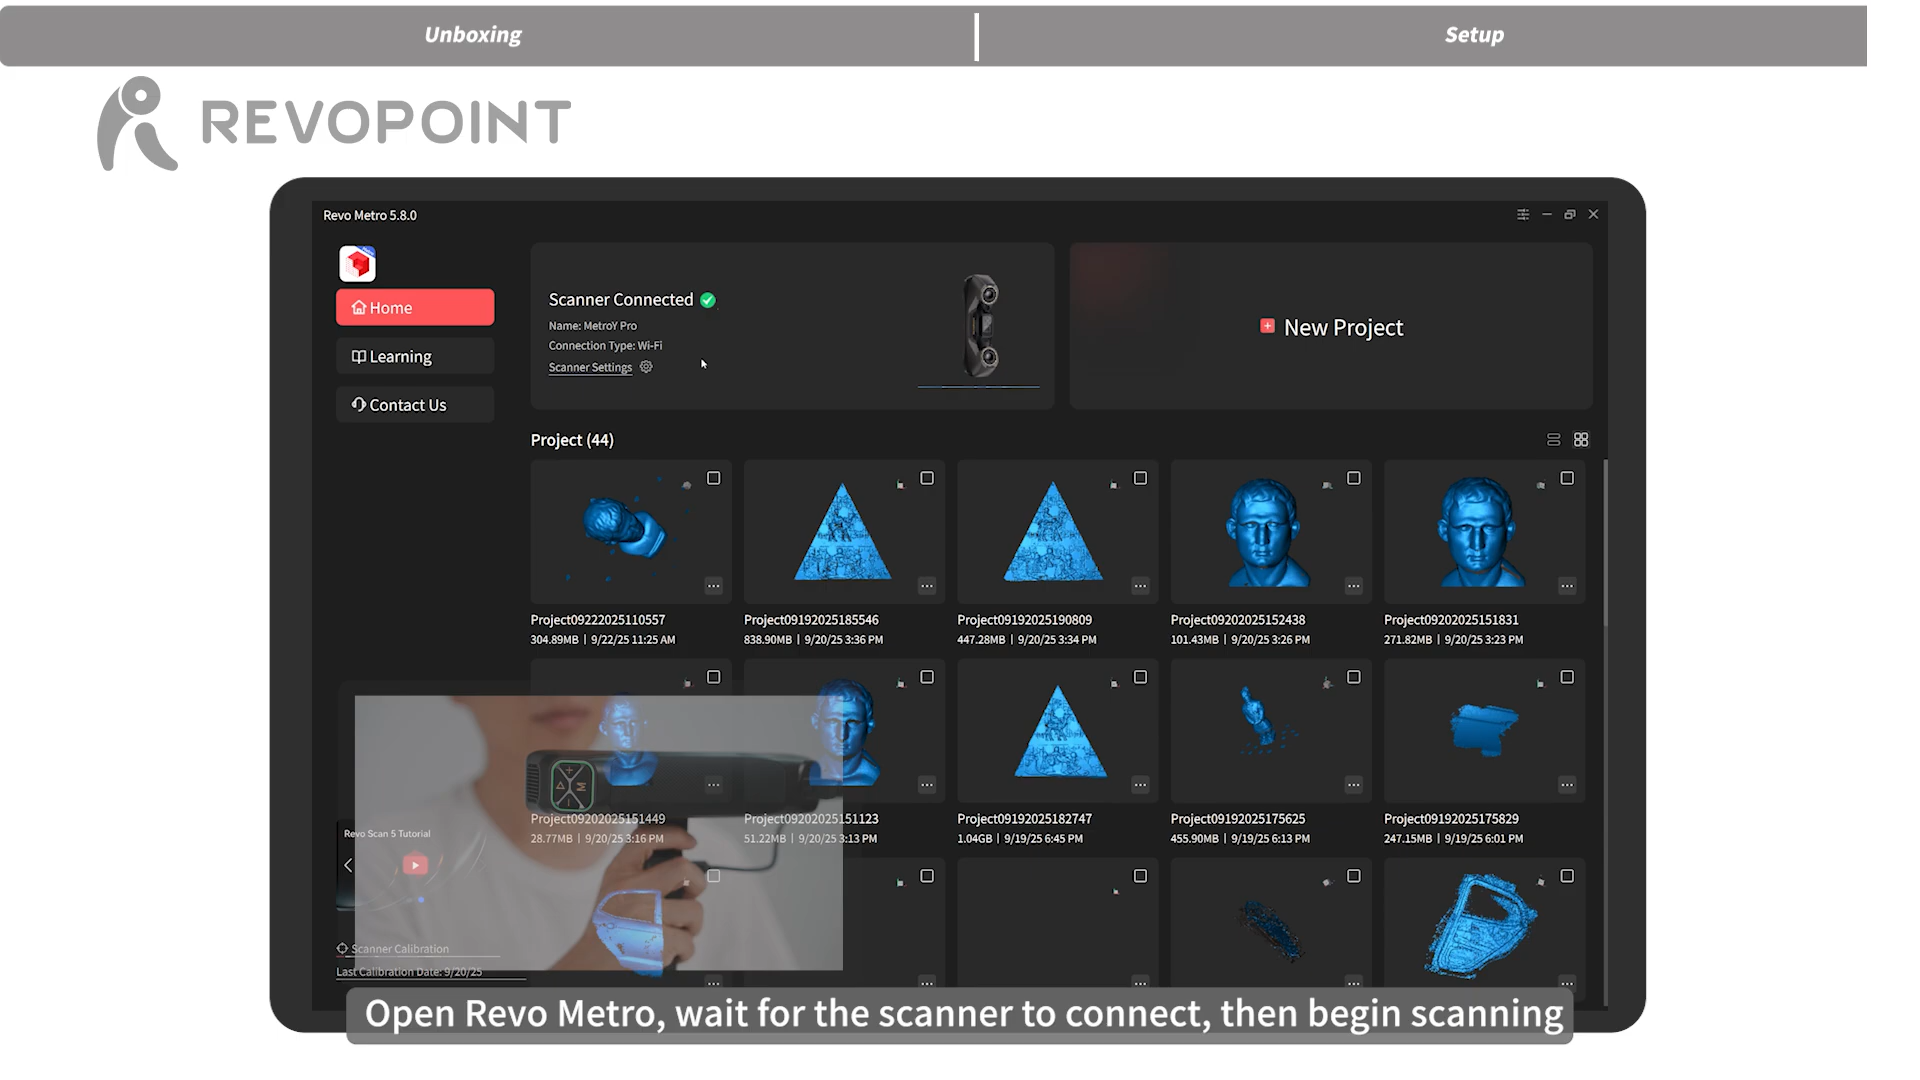 Unboxing
Setup
REVOPOINT
Revo Metro 5.8.0
Home
Learning
Contact Us
Scanner Connected
Name: MetroY Pro
Connection Type: Wi-Fi
Scanner Settings
New Project
Project (44)
Project09222025110557
304.89MB | 9/22/25 11:25 AM
Project09192025185546
838.90MB | 9/20/25 3:36 PM
Project09192025190809
447.28MB | 9/20/25 3:34 PM
Project09202025152438
101.43MB | 9/20/25 3:26 PM
Project09202025151831
271.82MB | 9/20/25 3:23 PM
Project09202025151449
28.77MB | 9/20/25 3:16 PM
Project09202025151123
51.22MB | 9/20/25 3:13 PM
Project09192025182747
1.04GB | 9/19/25 6:45 PM
Project09192025175625
455.90MB | 9/19/25 6:13 PM
Project09192025175829
247.15MB | 9/19/25 6:01 PM
M
Revo Scan 5 Tutorial
Scanner Calibration
Last Calibration Date: 9/20/25
Open Revo Metro, wait for the scanner to connect, then begin scanning